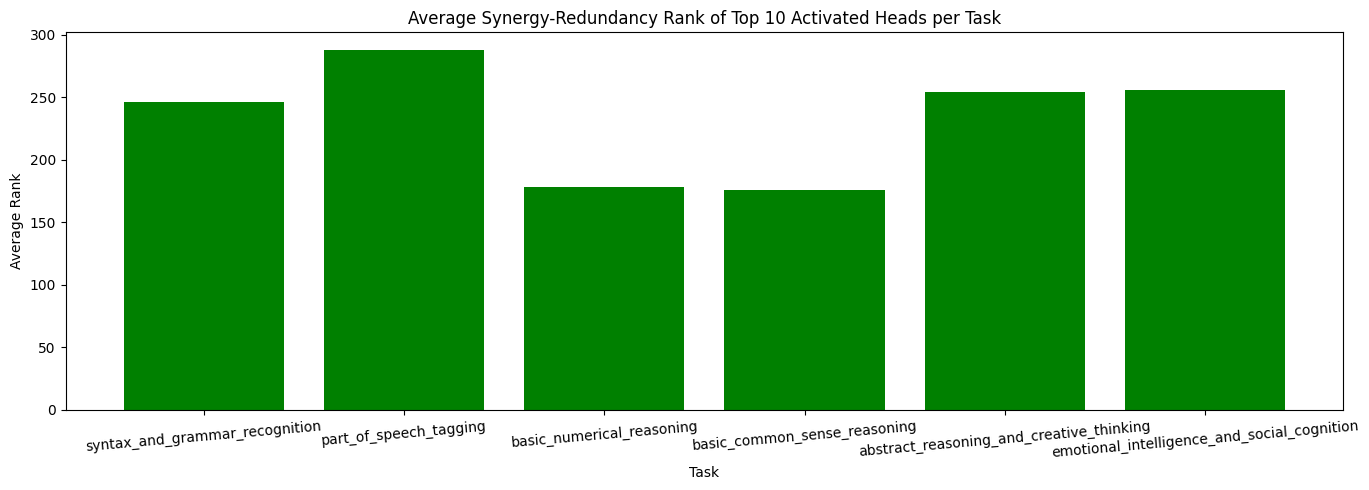 Average Synergy-Redundancy Rank of Top 10 Activated Heads per Task
300
250
200
150
100
50
0
Average Rank
syntax_and_grammar_recognition
part_of_speech_tagging
basic_numerical_reasoning
basic_common_sense_reasoning
abstract_reasoning_and_creative_thinking
emotional_intelligence_and_social_cognition
Task